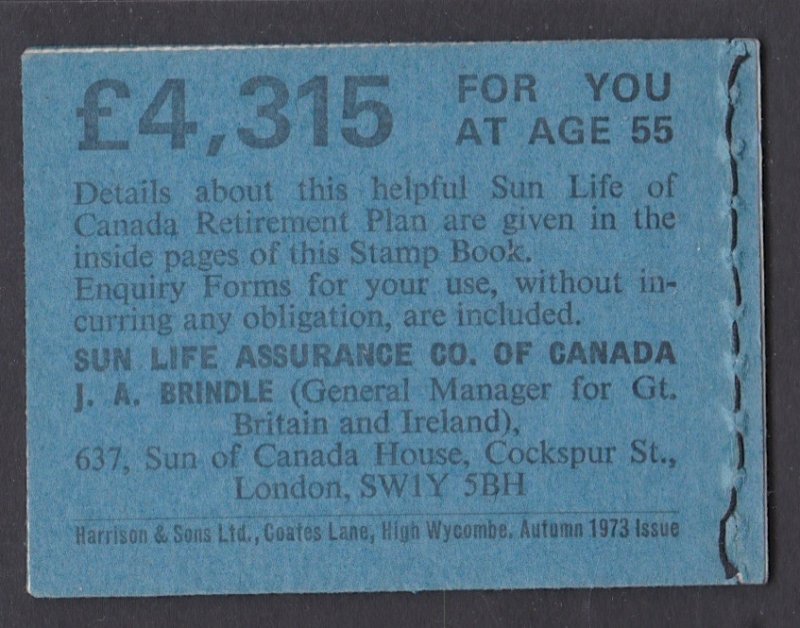 £4,315 FOR YOU
AT AGE 55
Details about this helpful Sun Life of
Canada Retirement Plan are given in the
inside pages of this Stamp Book.
Enquiry Forms for your use, without in-
curring any obligation, are included.
SUN LIFE ASSURANCE CO. OF CANADA
J. A. BRINDLE (General Manager for Gt.
Britain and Ireland),
637, Sun of Canada House, Cockspur St.,
London, SW1Y 5BH
Harrison & Sons Ltd., Coates Lane, High Wycombe. Autumn 1973 Issue